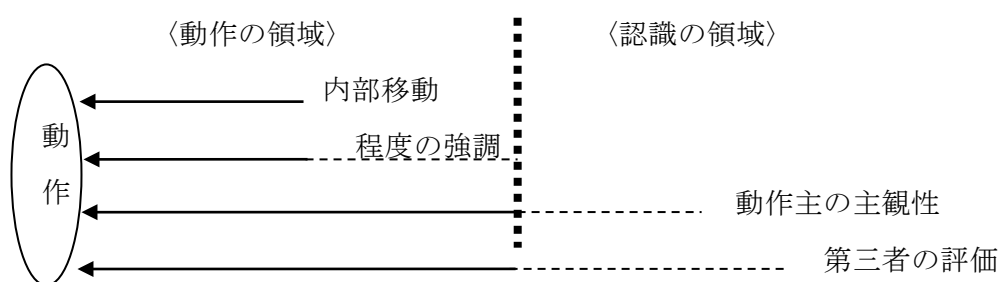 〈動作の領域〉 〈認識の領域〉
内部移動
動作
程度の強調
動作主の主観性
第三者の評価